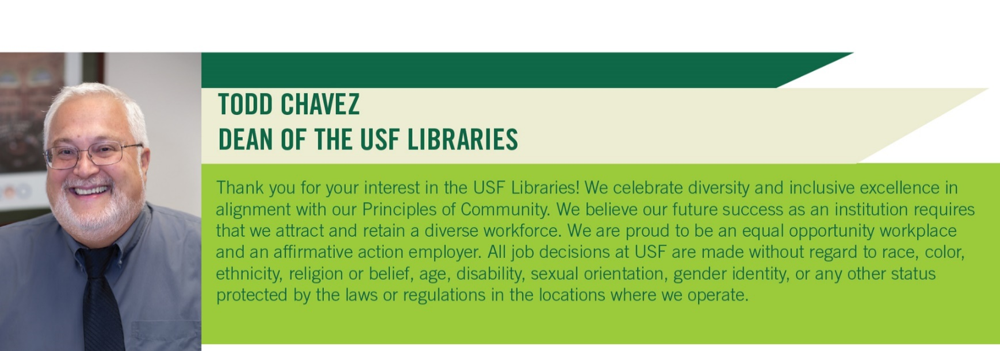 TODD CHAVEZ
DEAN OF THE USF LIBRARIES
Thank you for your interest in the USF Libraries! We celebrate diversity and inclusive excellence in
alignment with our Principles of Community. We believe our future success as an institution requires
that we attract and retain a diverse workforce. We are proud to be an equal opportunity workplace
and an affirmative action employer. All job decisions at USF are made without regard to race, color,
ethnicity, religion or belief, age, disability, sexual orientation, gender identity, or any other status
protected by the laws or regulations in the locations where we operate.